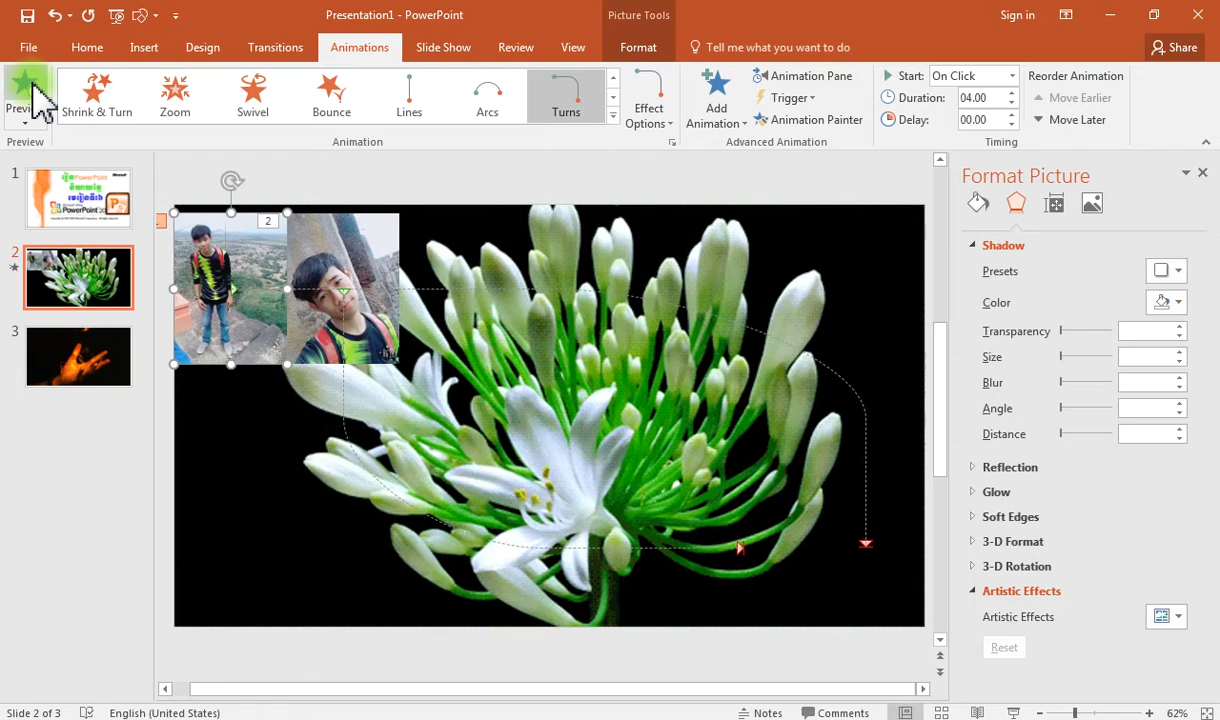 Presentation1 - PowerPoint
Picture Tools
Sign in
File
Home
Insert
Design
Transitions
Animations
Slide Show
Review
View
Format
Tell me what you want to do
Share
Shrink & Turn
Zoom
Swivel
Bounce
Lines
Arcs
Turns
Effect
Options
Add
Animation
Animation Pane
Trigger
Animation Painter
Start: On Click
Duration: 04.00
Delay: 00.00
Reorder Animation
Move Earlier
Move Later
Preview
Animation
Advanced Animation
Timing
1
2
3
2
Format Picture
Shadow
Presets
Color
Transparency
Size
Blur
Angle
Distance
Reflection
Glow
Soft Edges
3-D Format
3-D Rotation
Artistic Effects
Artistic Effects
Reset
Slide 2 of 3
English (United States)
Notes
Comments
62%